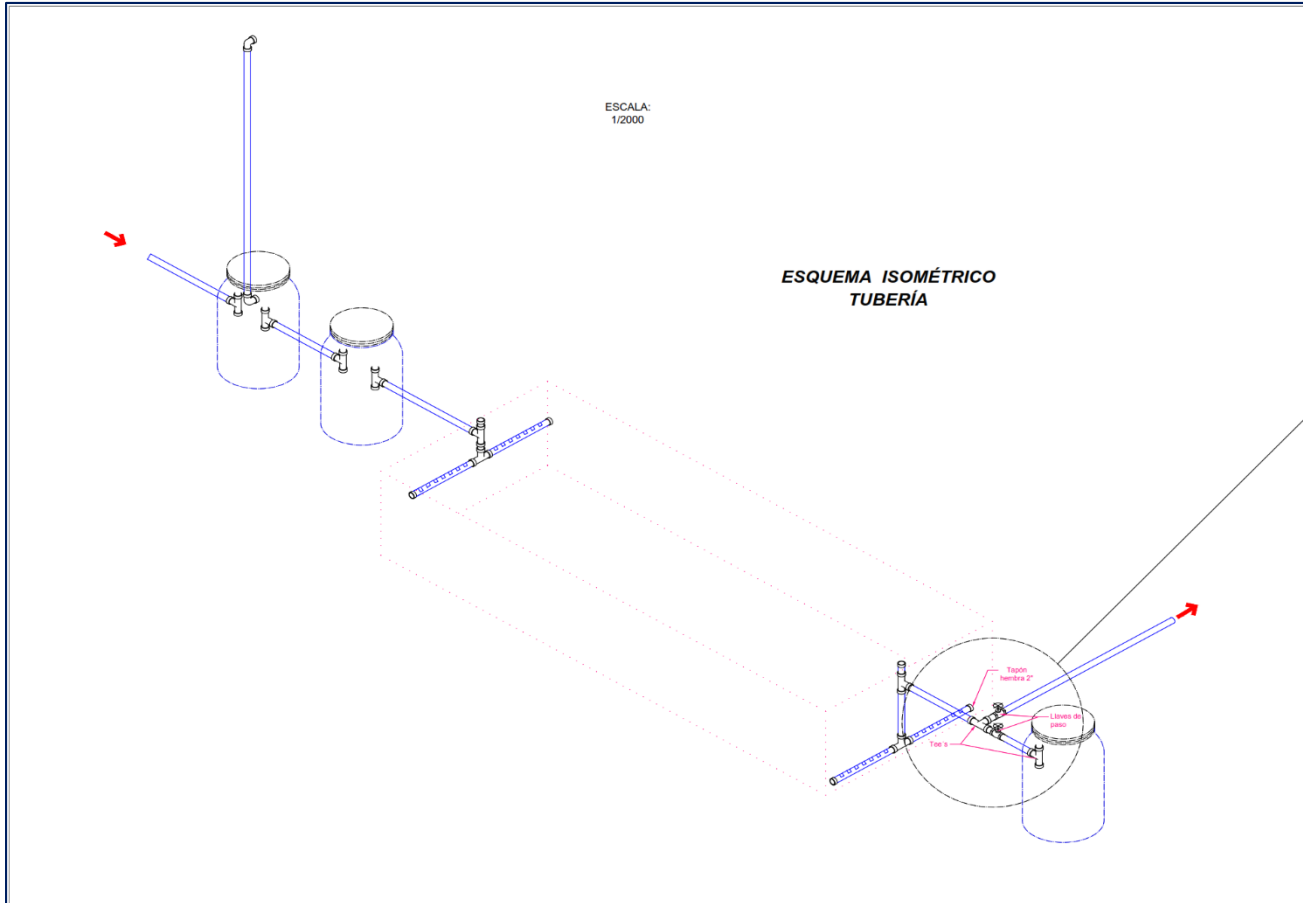 ESCALA:
1/2000
ESQUEMA ISOMÉTRICO
TUBERÍA
Tapón
hembra 2"
Llaves de
paso
Tee´s